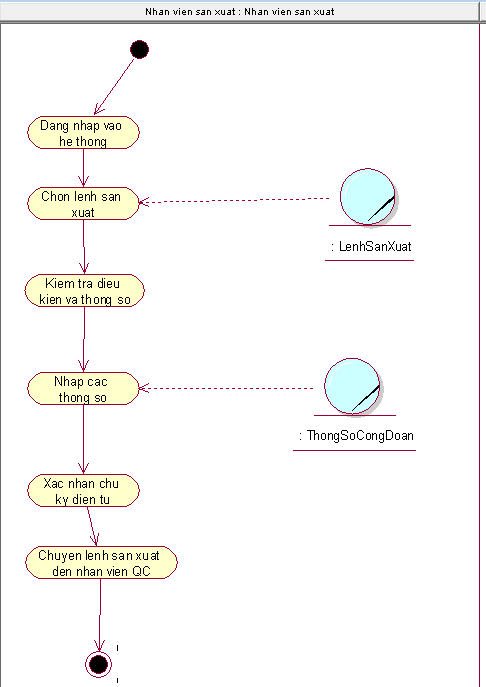 Nhan vien san xuat : Nhan vien san xuat
Dang nhap vao
he thong
Chon lenh san
xuat
: LenhSanXuat
Kiem tra dieu
kien va thong so
Nhap cac
thong so
: ThongSoCongDoan
Xac nhan chu
ky dien tu
Chuyen lenh san xuat
den nhan vien QC